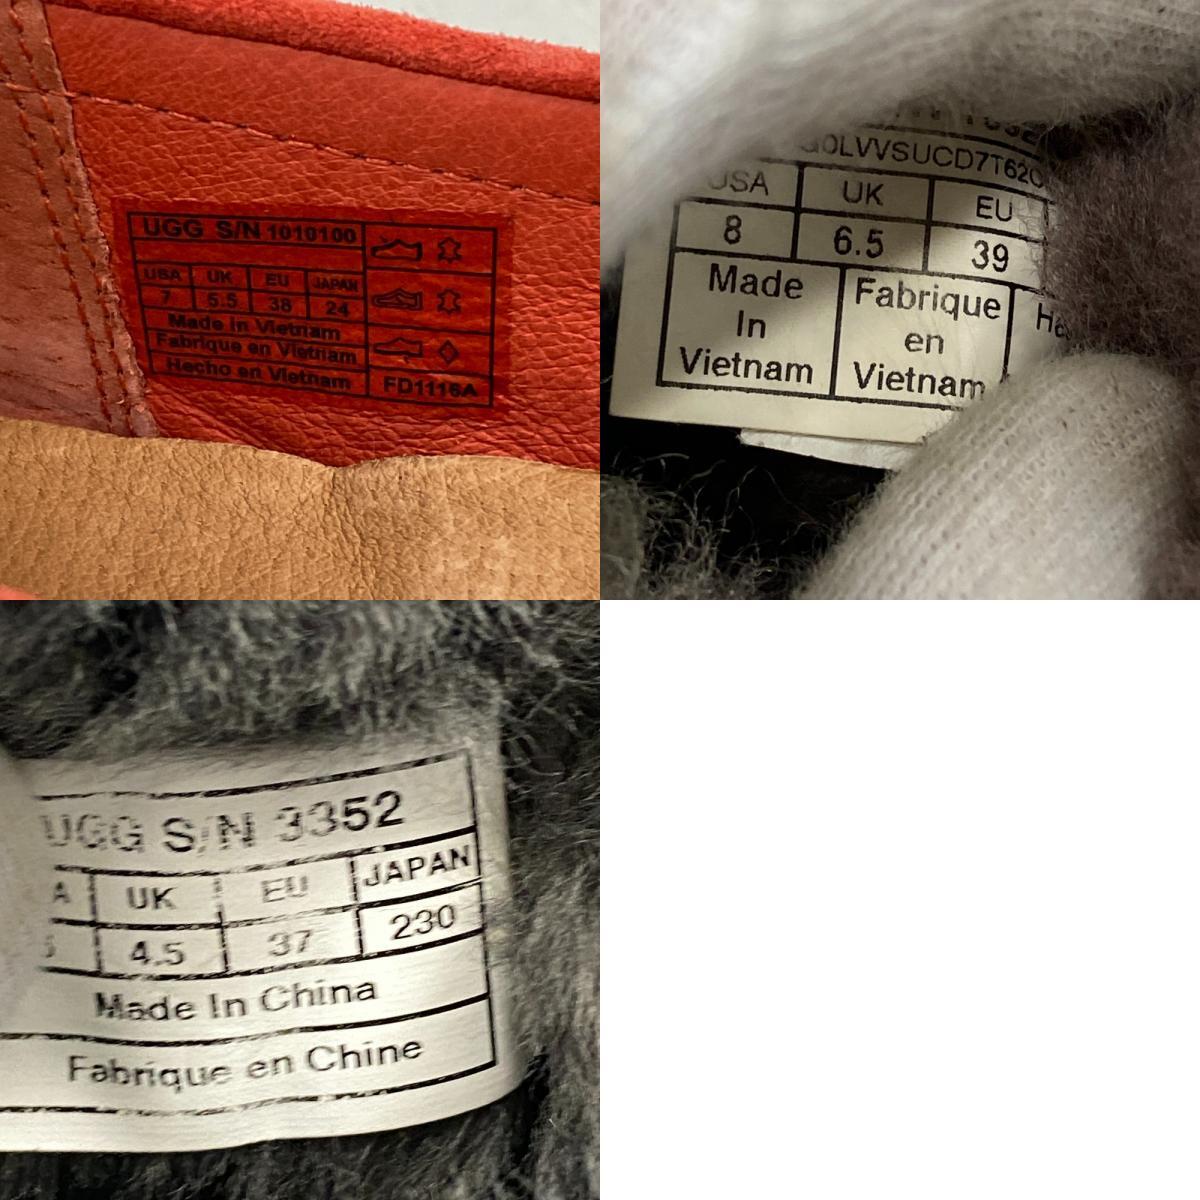 UGG S/N 1010100
USA UK EU JAPAN
7 5.5 38 24
Made In Vietnam
Fabrique en Vietnam
Hecho en Vietnam
FD1116A
USA UK EU
8 6.5 39
Made In Vietnam
Fabrique en Vietnam
UGG S/N 3352
UK EU JAPAN
4.5 37 230
Made In China
Fabrique en Chine